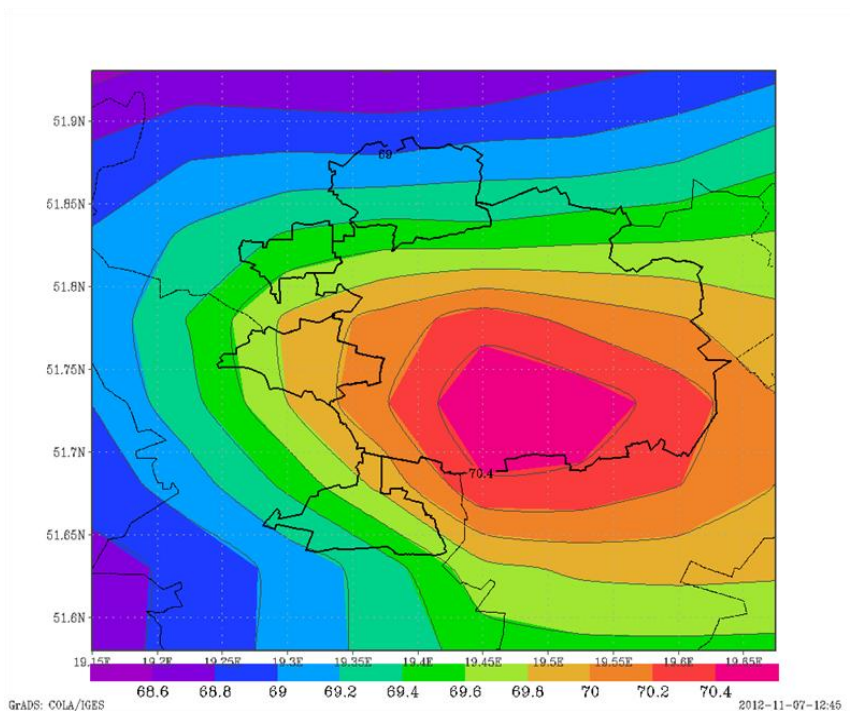 51.9N
69
51.85N
51.8N
51.75N
51.7N
70.4
51.65N
51.6N
19.15E 19.2E 19.25E 19.3E 19.35E 19.4E 19.45E 19.5E 19.55E 19.6E 19.65E
68.6 68.8 69 69.2 69.4 69.6 69.8 70 70.2 70.4
GrADS: COLA/IGES 2012-11-07-12:45